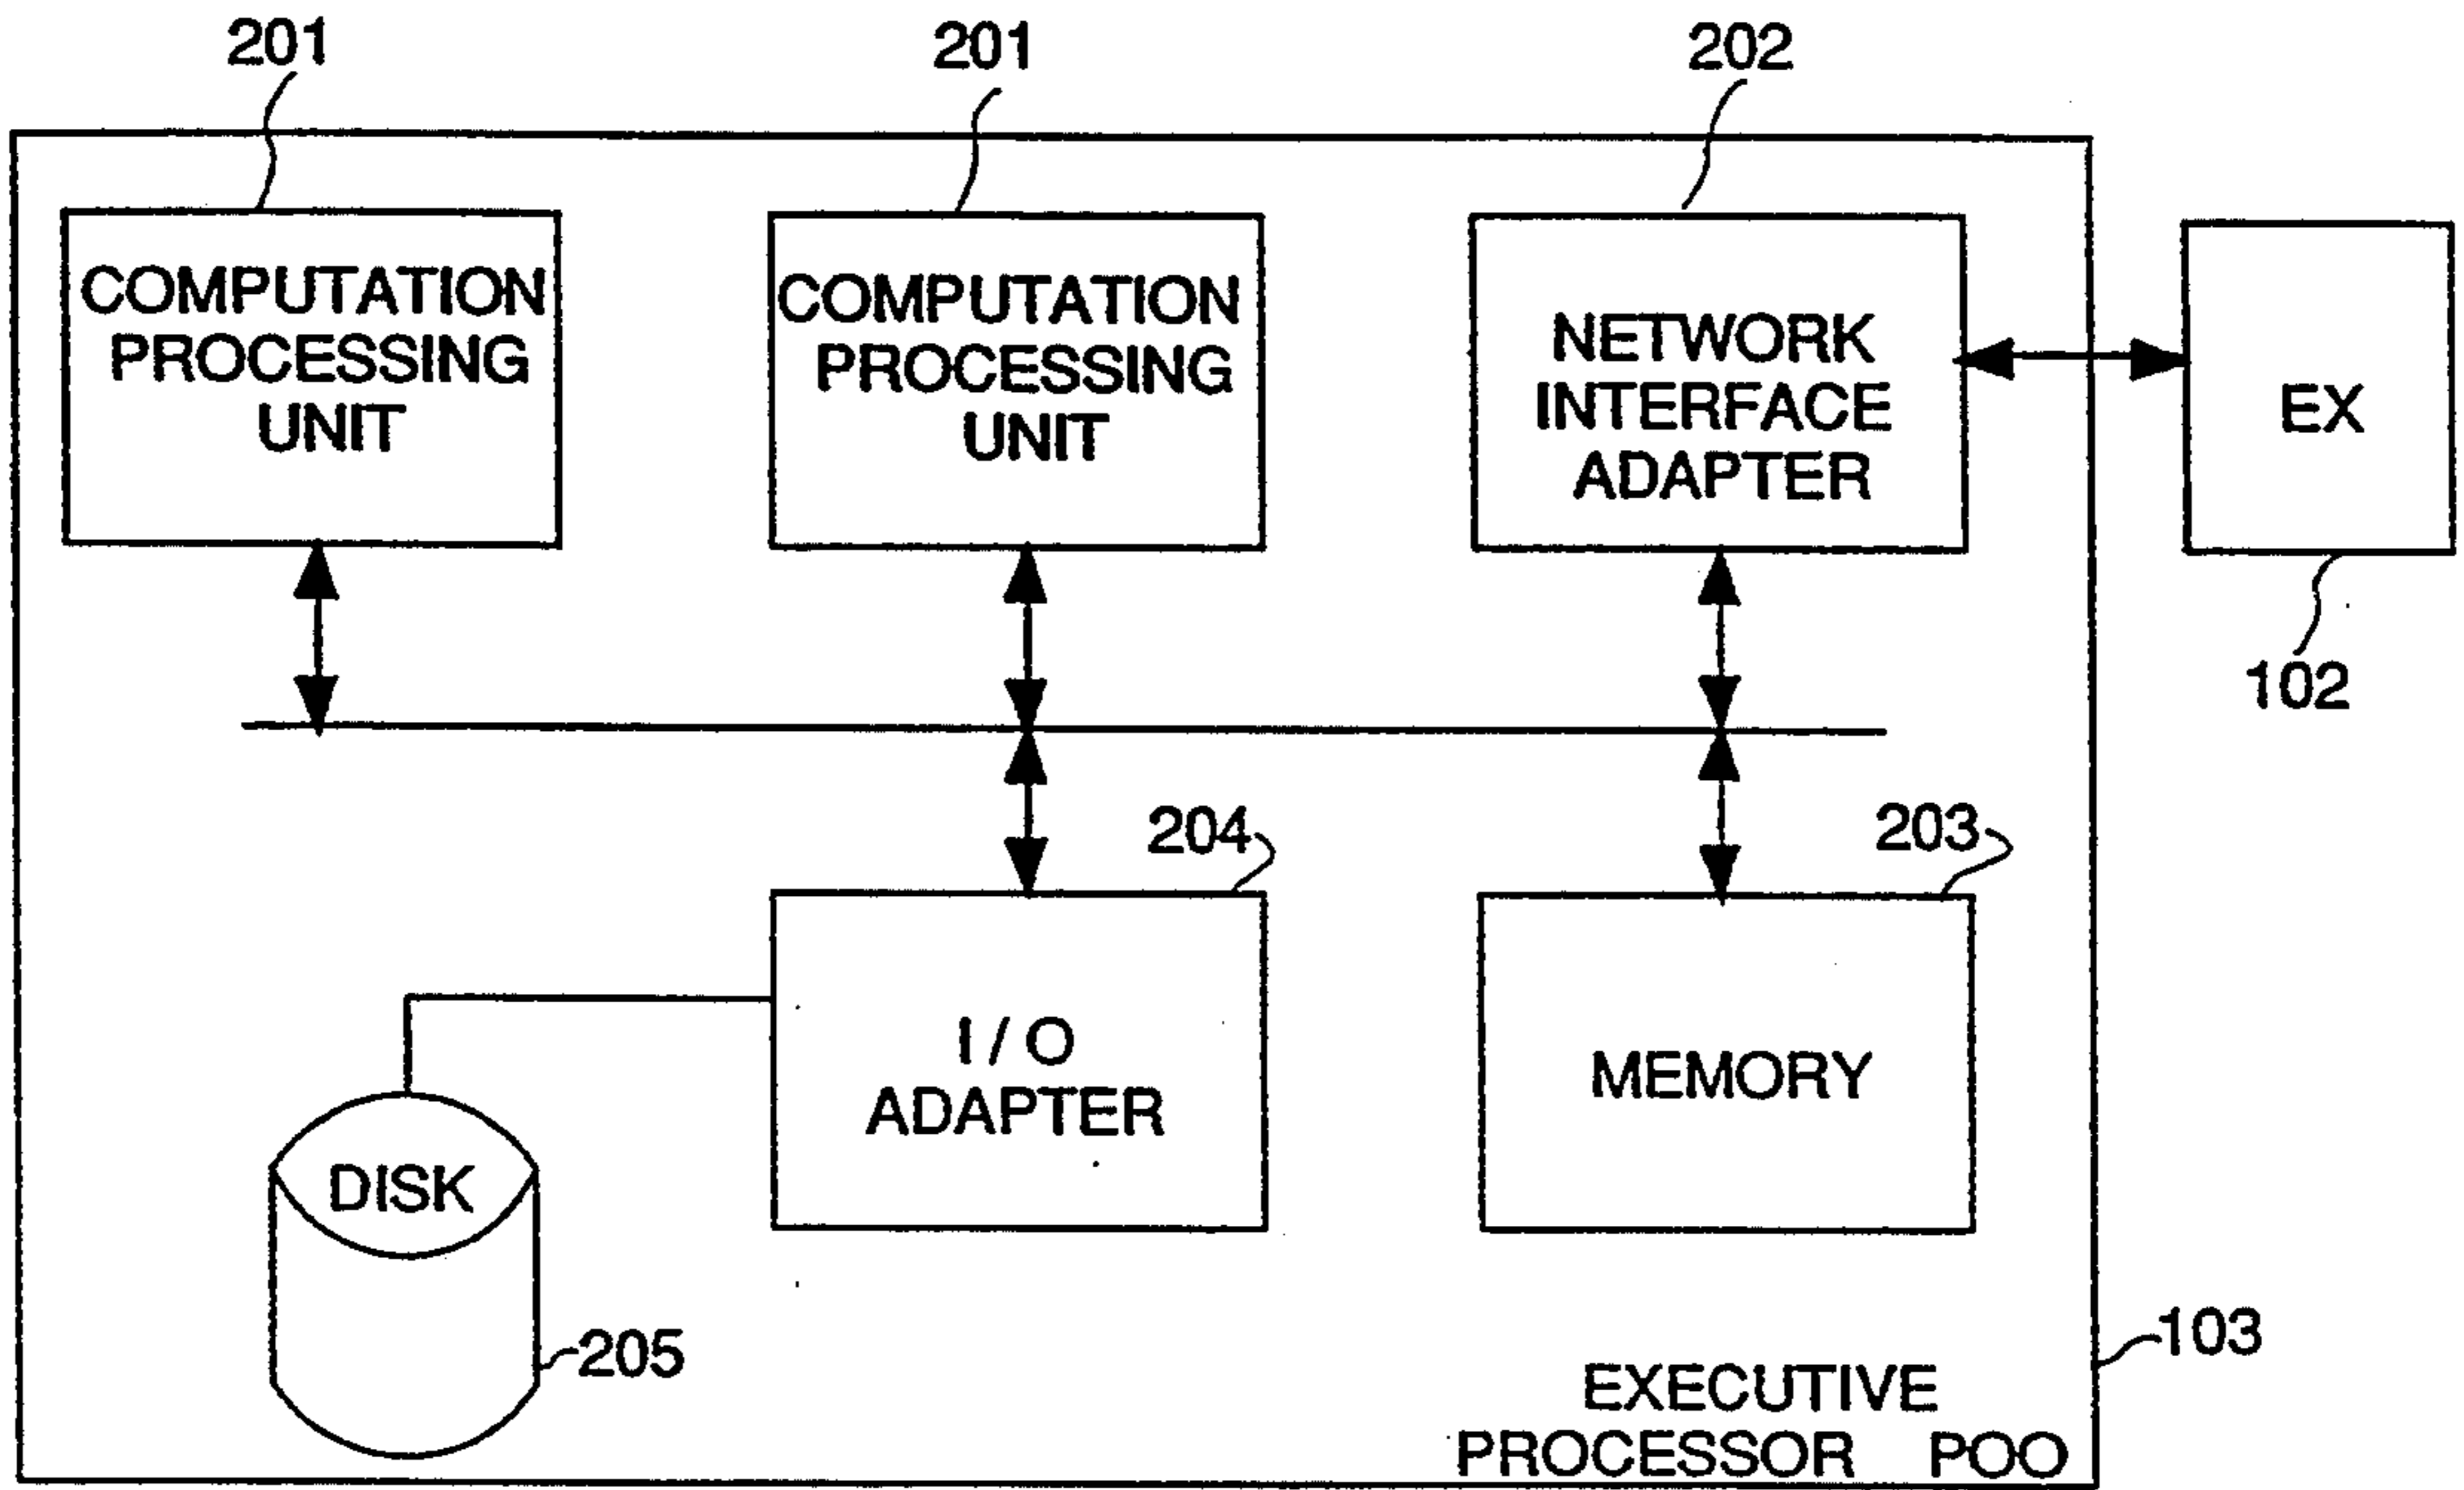 201
201
202
COMPUTATION
PROCESSING
UNIT
COMPUTATION
PROCESSING
UNIT
NETWORK
INTERFACE
ADAPTER
EX
102
204
203
I / O
ADAPTER
MEMORY
DISK
205
103
EXECUTIVE
PROCESSOR POO